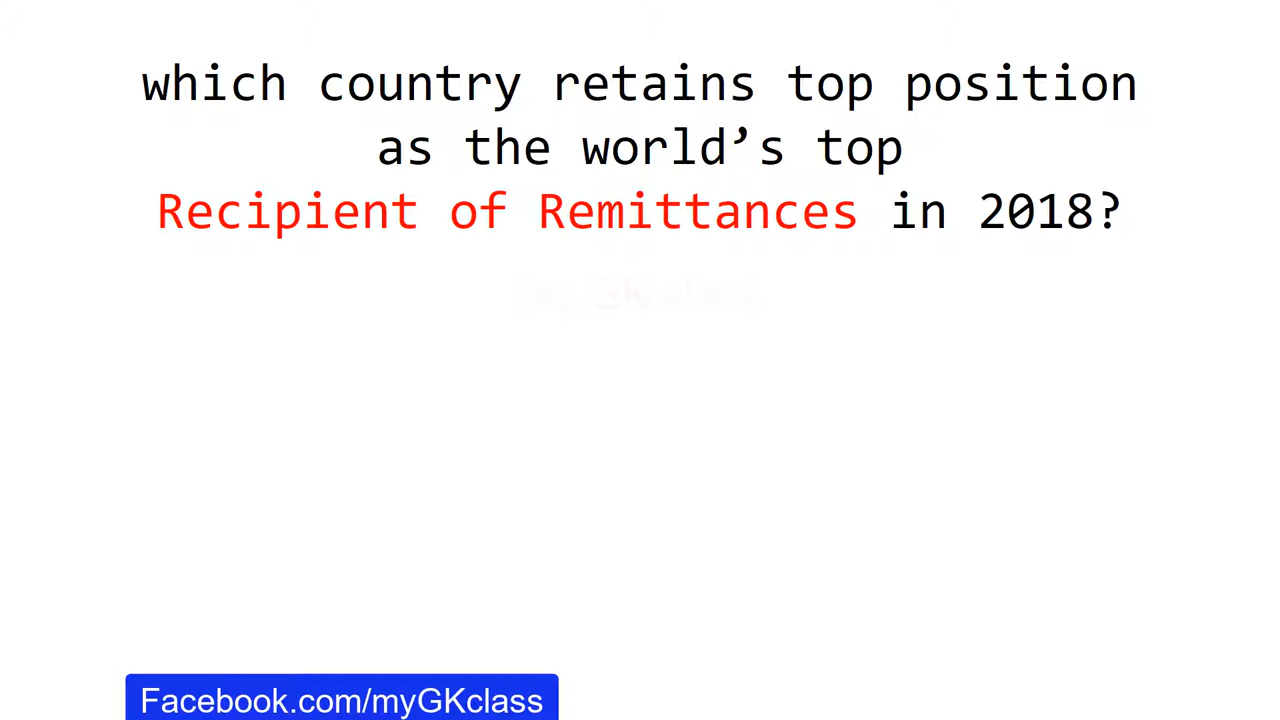 which country retains top position
as the world’s top
Recipient of Remittances in 2018?
Facebook.com/myGKclass